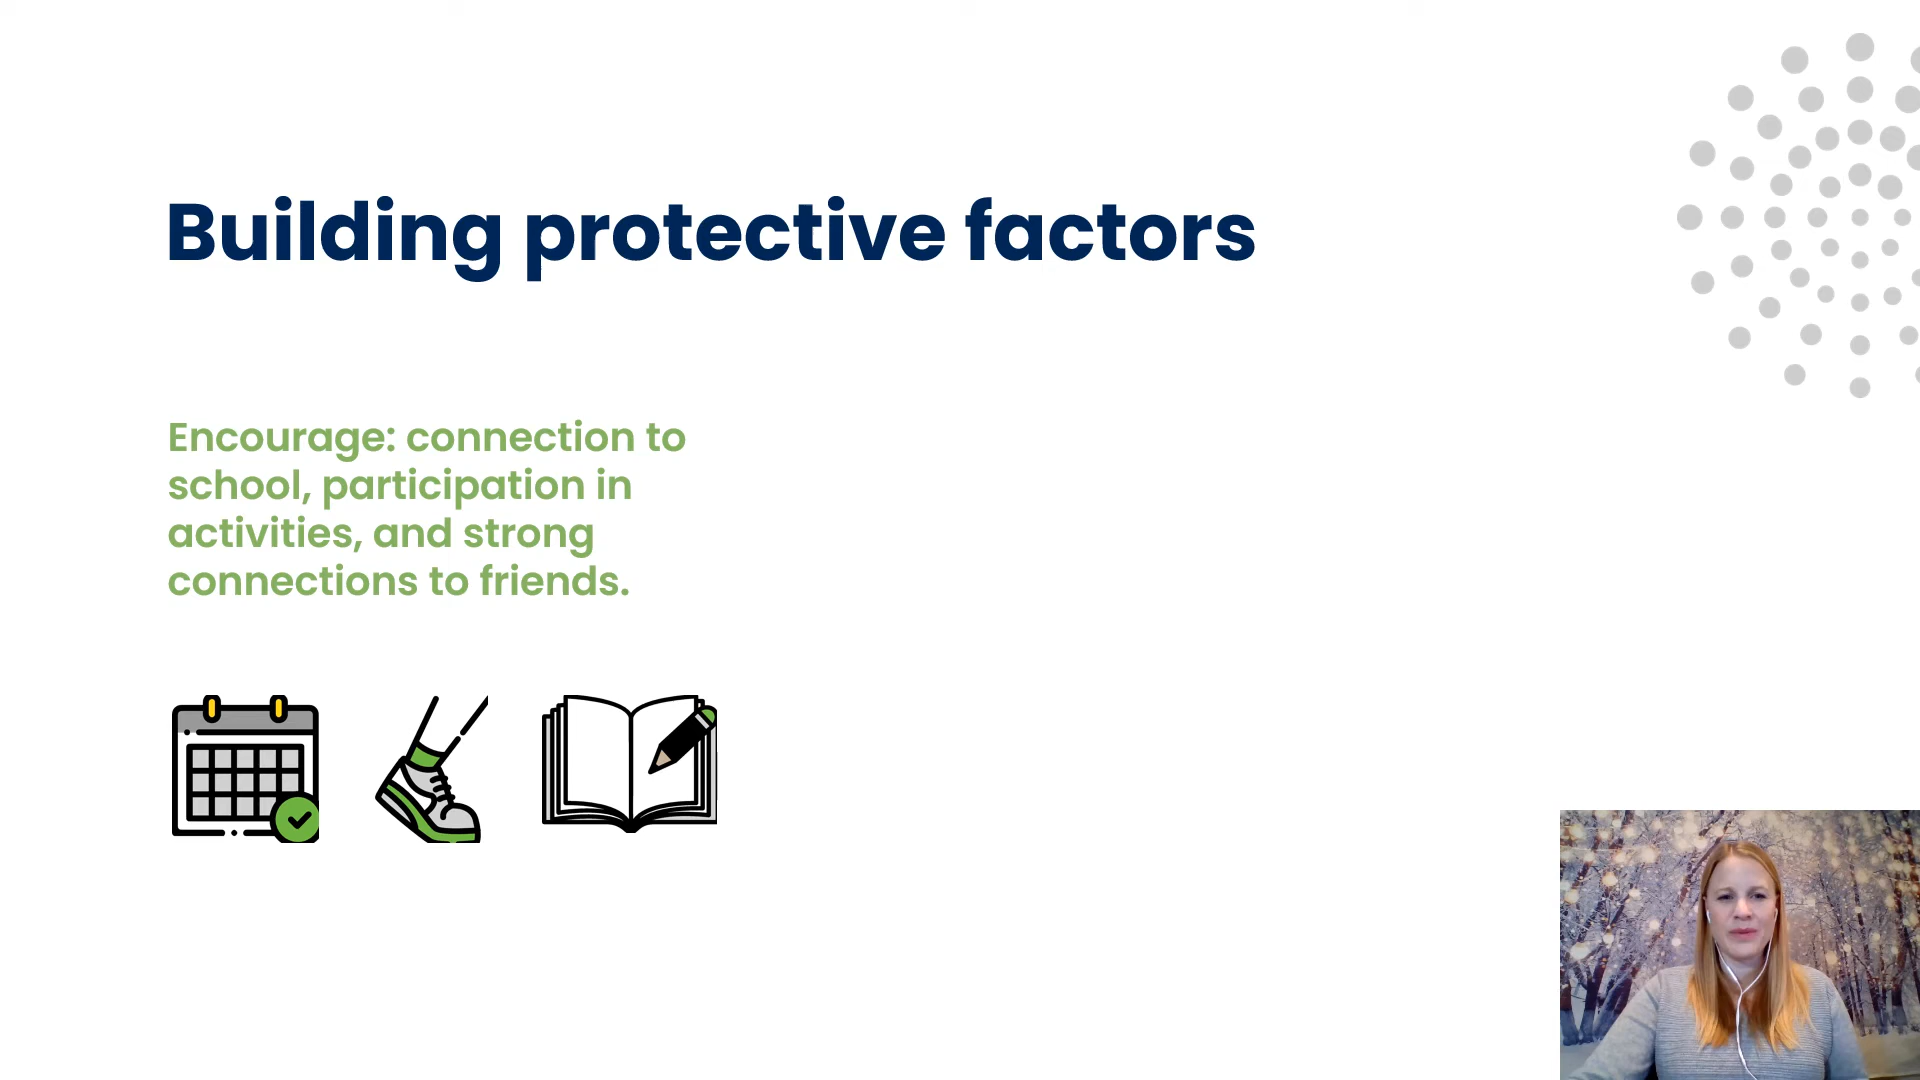 Building protective factors
Encourage: connection to
school, participation in
activities, and strong
connections to friends.